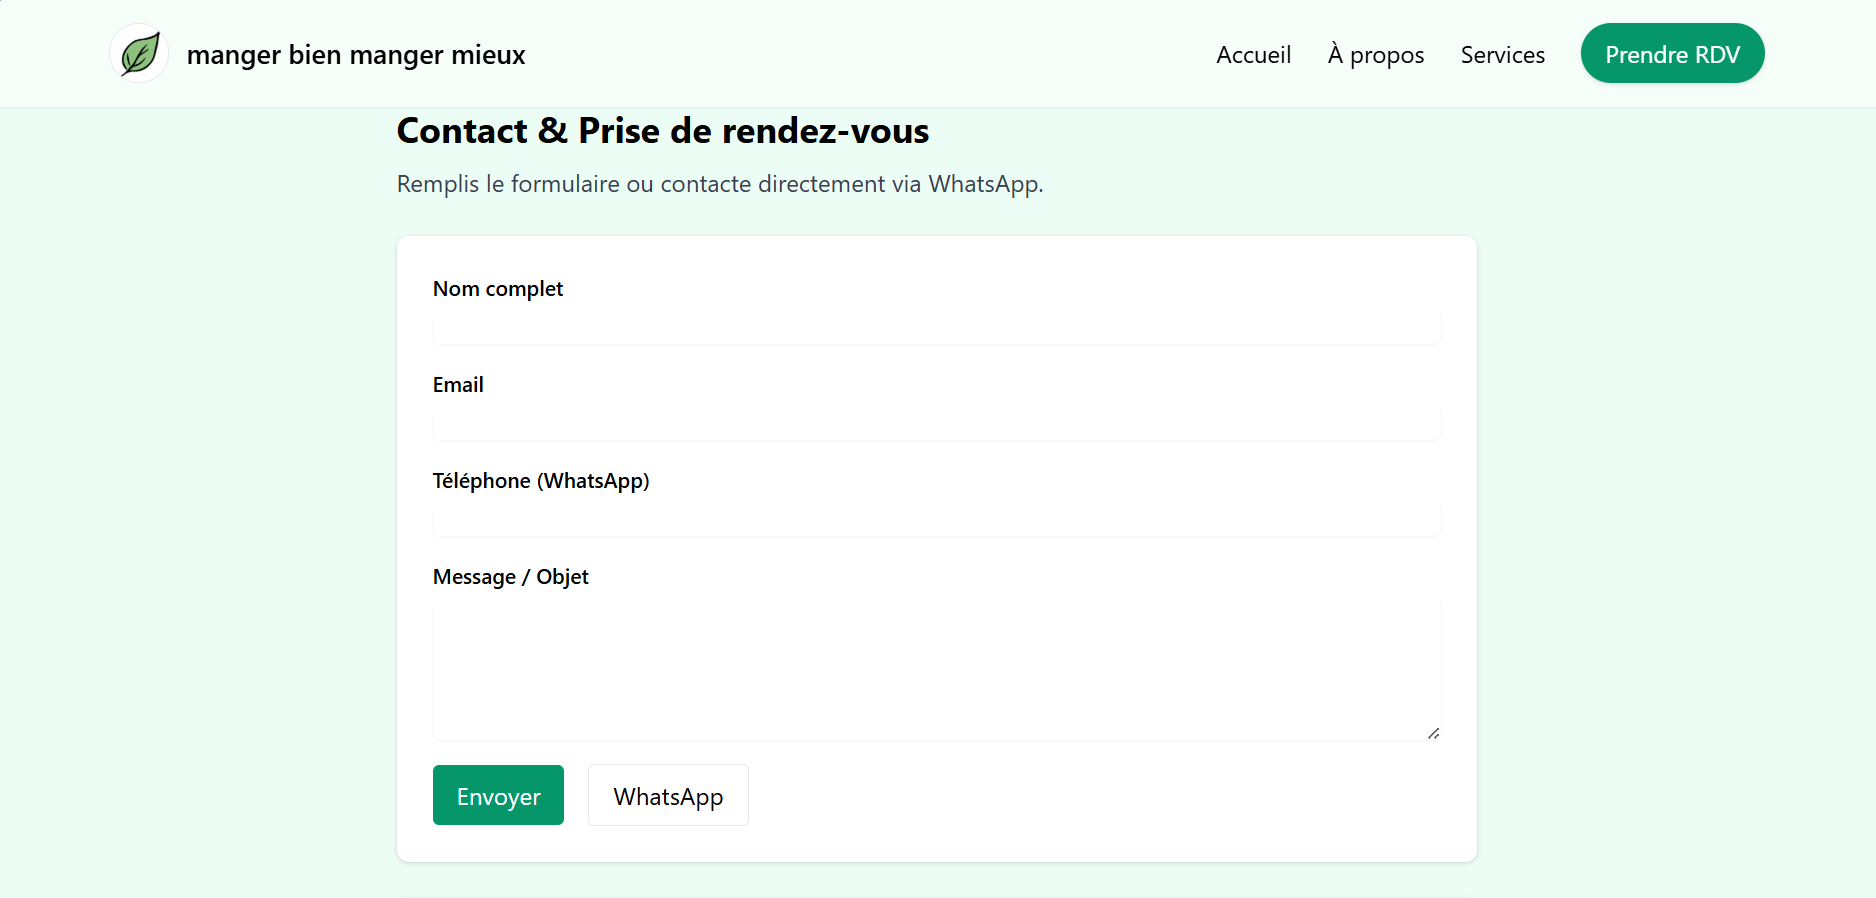 manger bien manger mieux
Accueil À propos Services Prendre RDV
Contact & Prise de rendez-vous
Remplis le formulaire ou contacte directement via WhatsApp.
Nom complet
Email
Téléphone (WhatsApp)
Message / Objet
Envoyer WhatsApp